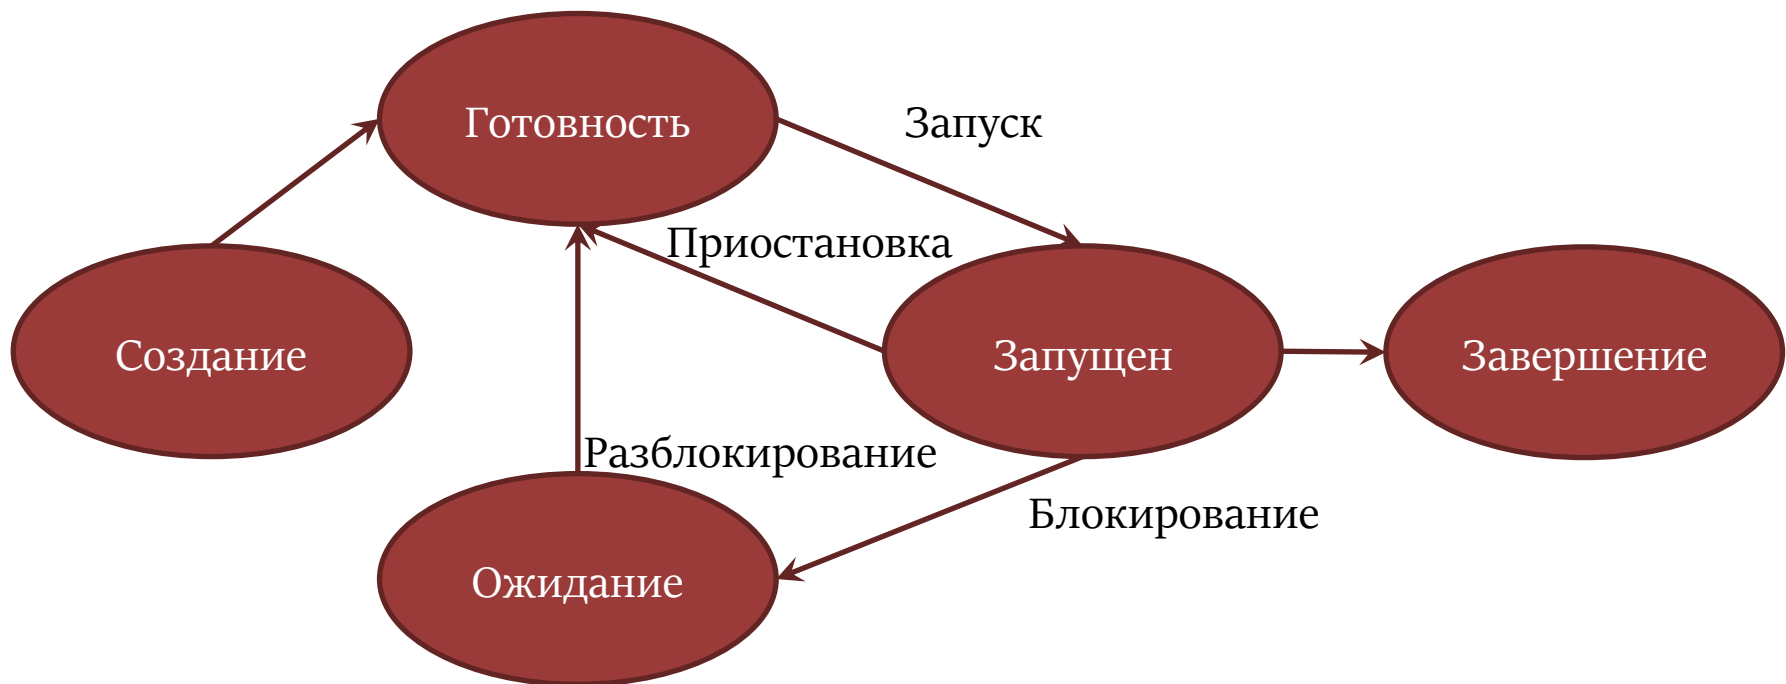 Готовность
Запуск
Приостановка
Создание
Запущен
Завершение
Разблокирование
Блокирование
Ожидание